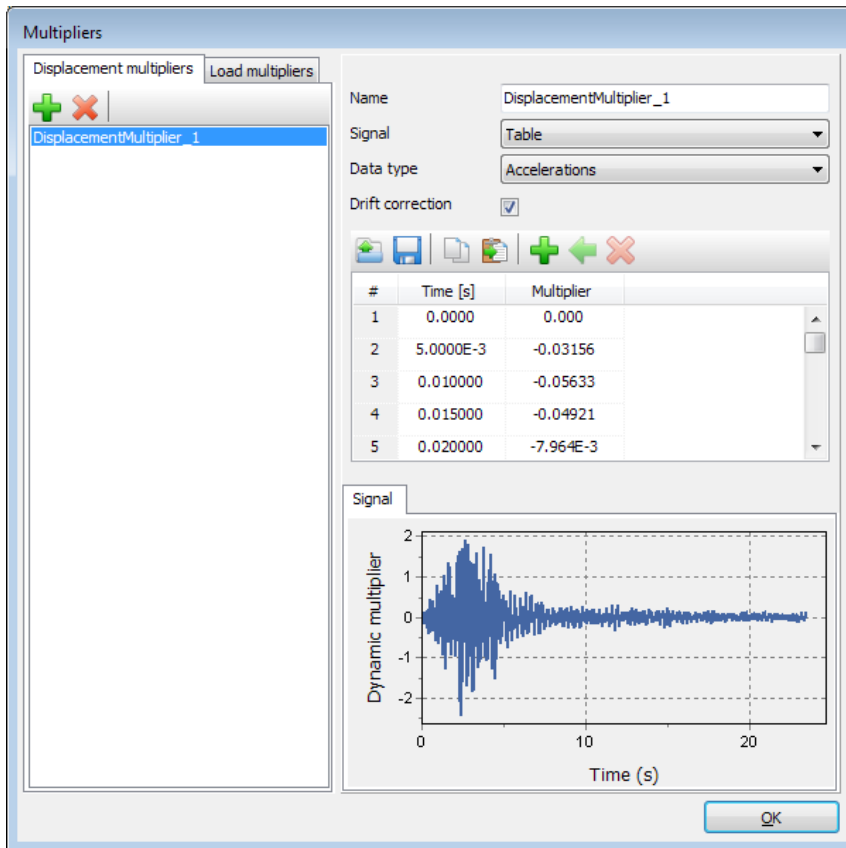 Multipliers
Displacement multipliers Load multipliers
DisplacementMultiplier_1
Name DisplacementMultiplier_1
Signal Table
Data type Accelerations
Drift correction
# Time [s] Multiplier
1 0.0000 0.000
2 5.0000E-3 -0.03156
3 0.010000 -0.05633
4 0.015000 -0.04921
5 0.020000 -7.964E-3
Signal
Dynamic multiplier
2
1
0
-1
-2
0 10 20
Time (s)
OK